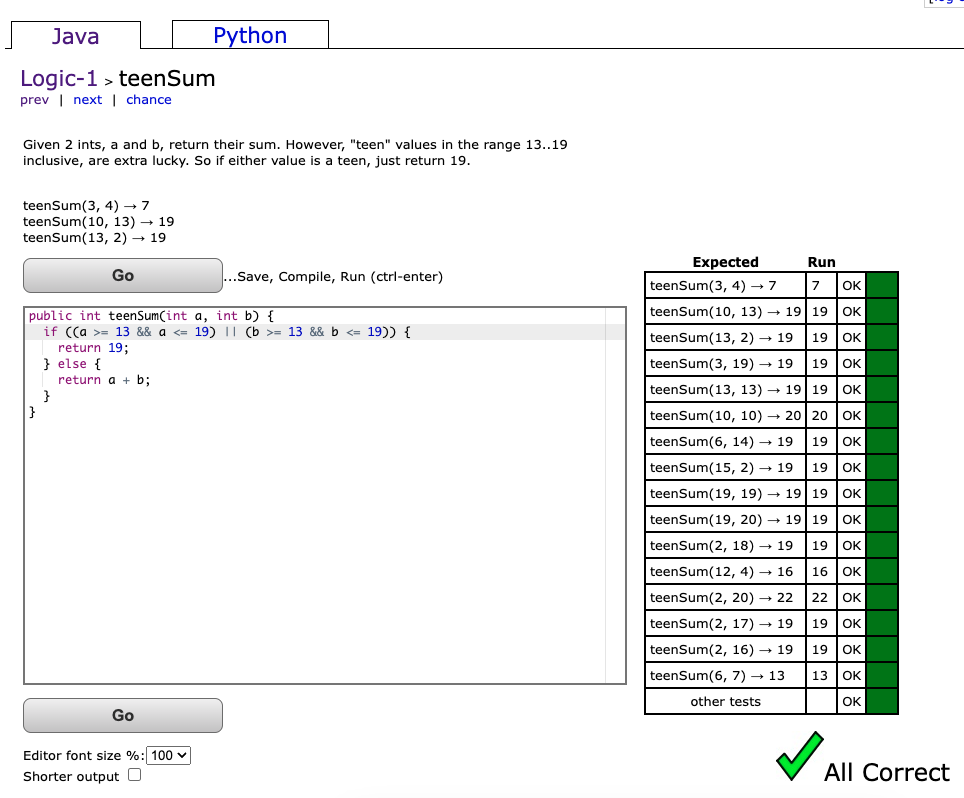 Java
Python
Logic-1 > teenSum
prev | next | chance
Given 2 ints, a and b, return their sum. However, "teen" values in the range 13..19
inclusive, are extra lucky. So if either value is a teen, just return 19.
teenSum(3, 4) → 7
teenSum(10, 13) → 19
teenSum(13, 2) → 19
Go
...Save, Compile, Run (ctrl-enter)
public int teenSum(int a, int b) {
  if ((a >= 13 && a <= 19) || (b >= 13 && b <= 19)) {
    return 19;
  } else {
    return a + b;
  }
}
Go
Editor font size %: 100
Shorter output
Expected Run
teenSum(3, 4) → 7 7 OK
teenSum(10, 13) → 19 19 OK
teenSum(13, 2) → 19 19 OK
teenSum(3, 19) → 19 19 OK
teenSum(13, 13) → 19 19 OK
teenSum(10, 10) → 20 20 OK
teenSum(6, 14) → 19 19 OK
teenSum(15, 2) → 19 19 OK
teenSum(19, 19) → 19 19 OK
teenSum(19, 20) → 19 19 OK
teenSum(2, 18) → 19 19 OK
teenSum(12, 4) → 16 16 OK
teenSum(2, 20) → 22 22 OK
teenSum(2, 17) → 19 19 OK
teenSum(2, 16) → 19 19 OK
teenSum(6, 7) → 13 13 OK
other tests OK
All Correct